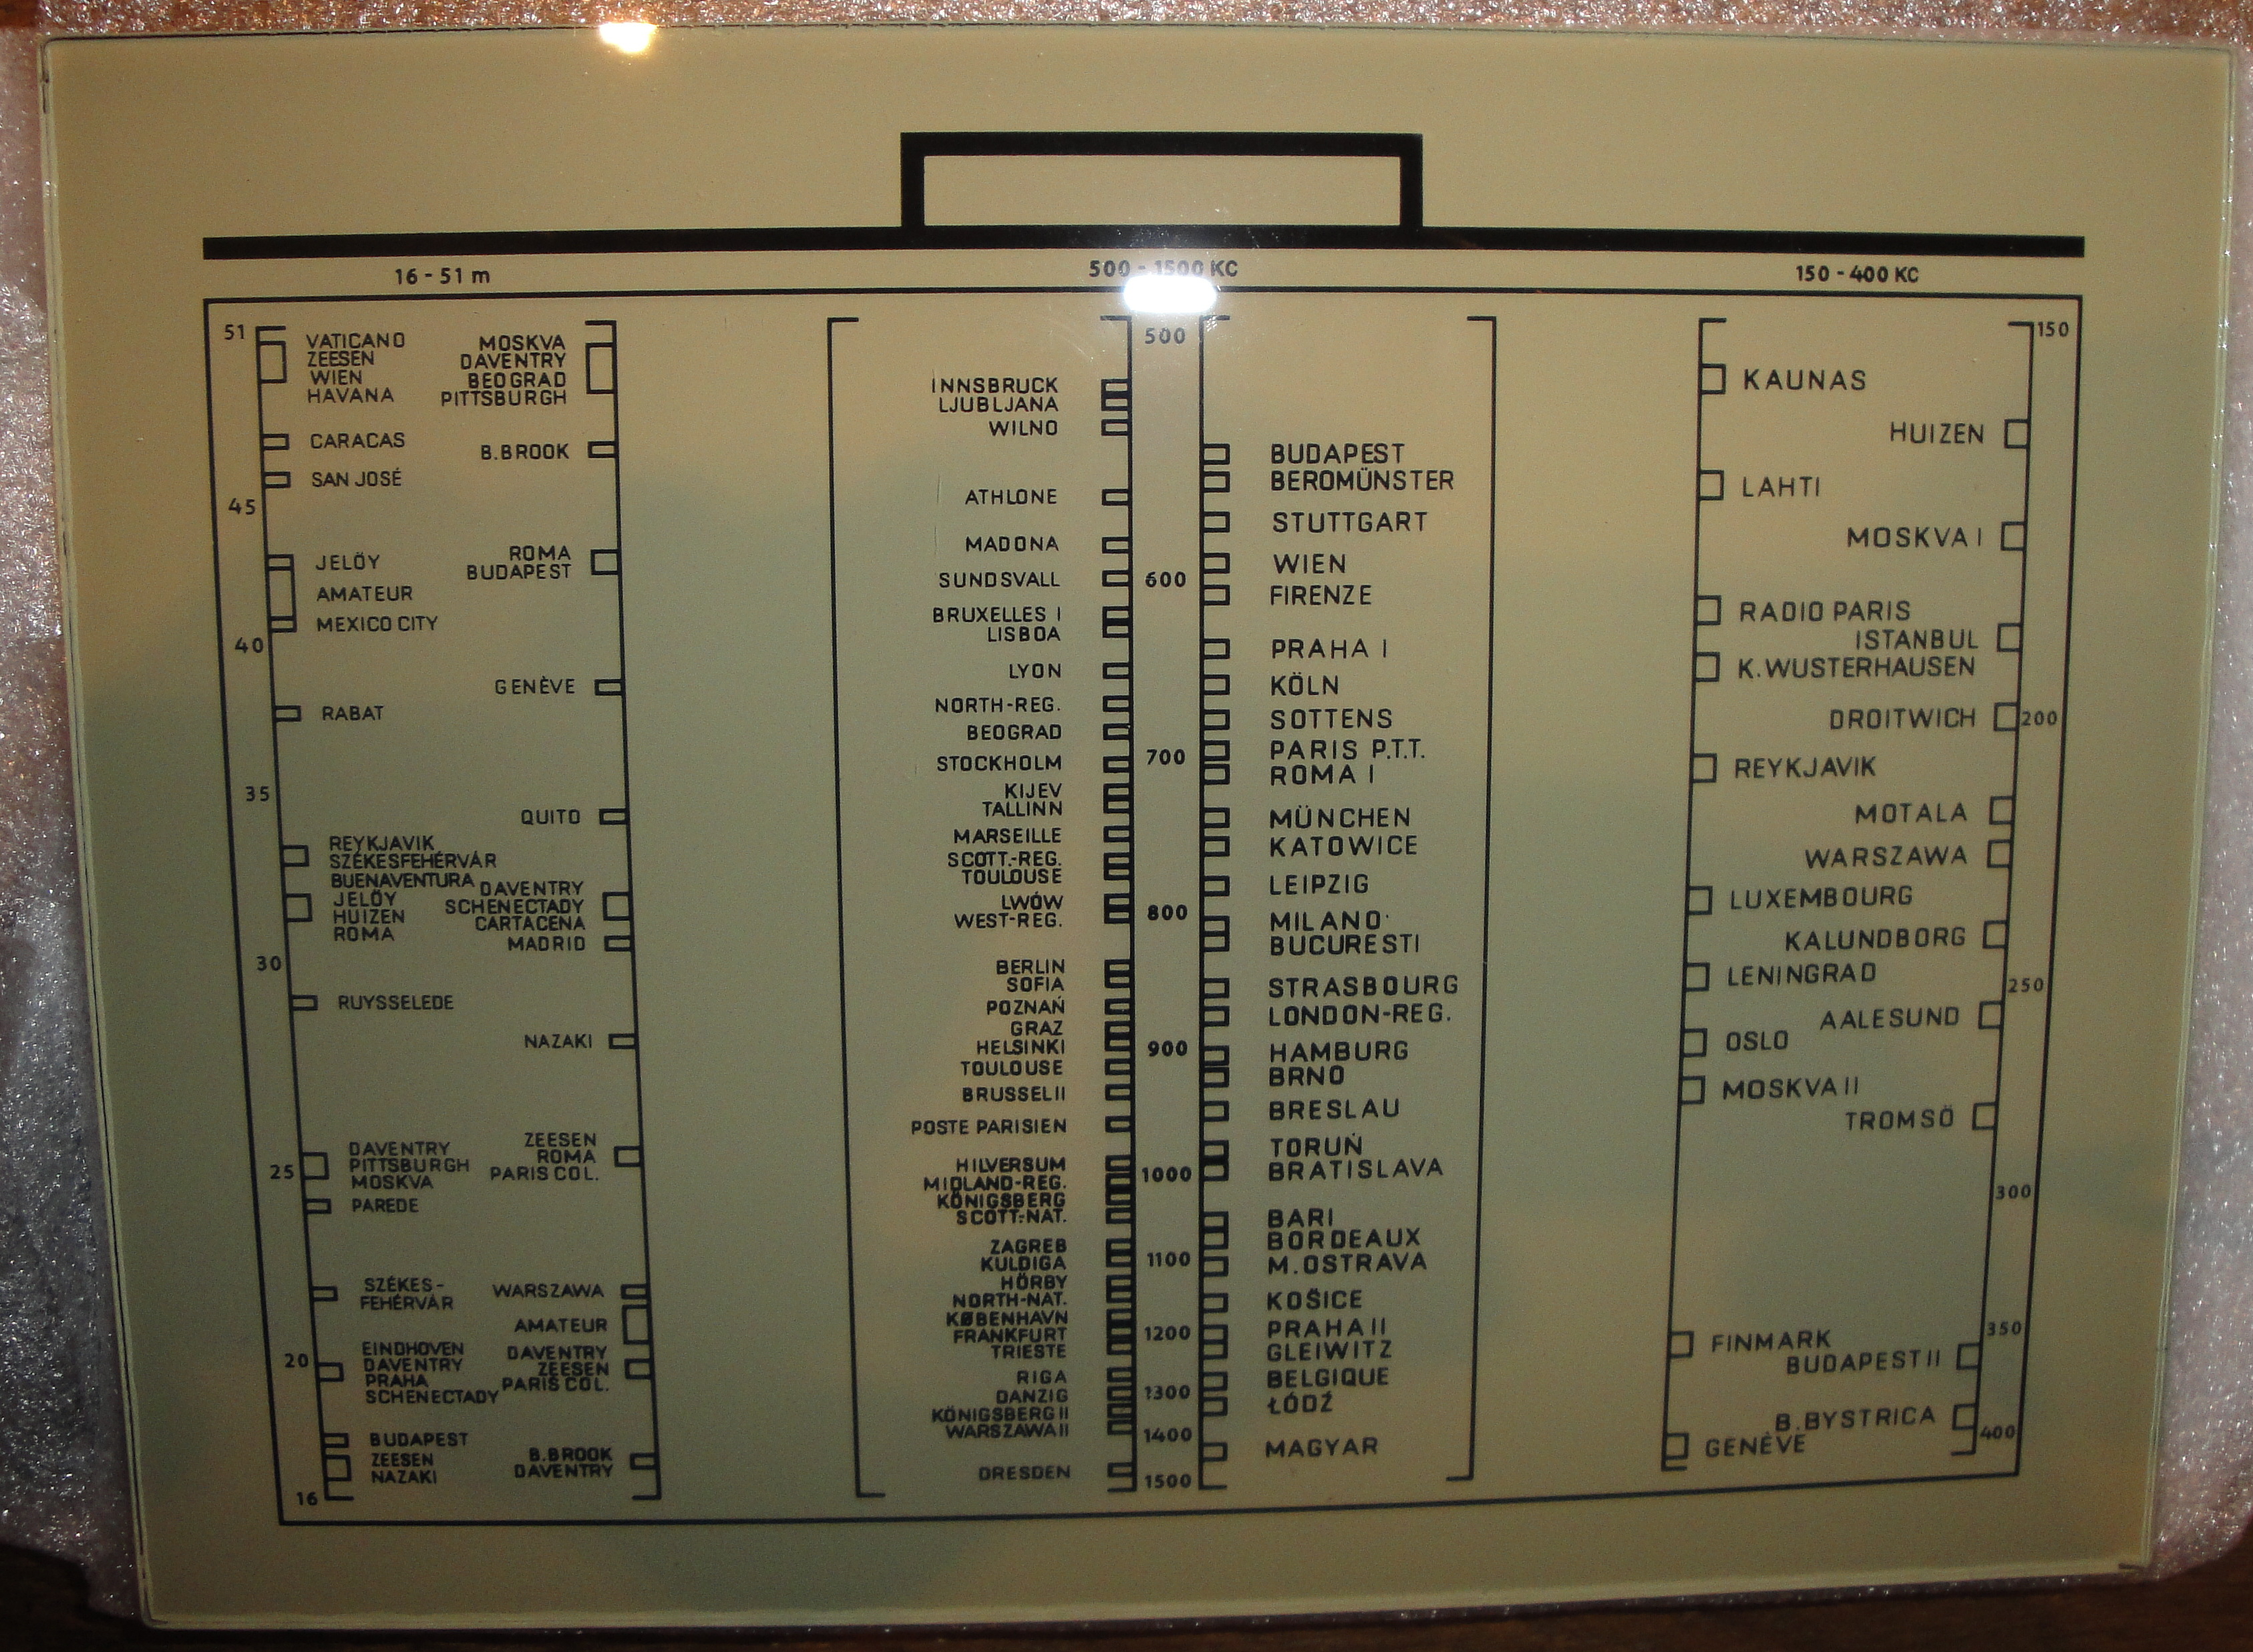 16 - 51 m
500 - 1500 KC
150 - 400 KC
51
VATICANO
ZEESEN
WIEN
HAVANA
CARACAS
SAN JOSÉ
45
JELÖY
AMATEUR
MEXICO CITY
40
RABAT
35
REYKJAVIK
SZÉKESFEHÉRVÁR
BUENAVENTURA
JELÖY
HUIZEN
ROMA
30
RUYSSELEDE
DAVENTRY
PITTSBURGH
25
MOSKVA
PAREDE
SZÉKES-
FEHÉRVÁR
EINDHOVEN
20
DAVENTRY
PRAHA
SCHENECTADY
BUDAPEST
ZEESEN
NAZAKI
16
MOSKVA
DAVENTRY
BEOGRAD
PITTSBURGH
B.BROOK
ROMA
BUDAPEST
GENÈVE
QUITO
DAVENTRY
SCHENECTADY
CARTACENA
MADRID
NAZAKI
ZEESEN
ROMA
PARIS COL.
WARSZAWA
AMATEUR
DAVENTRY
ZEESEN
PARIS COL.
B.BROOK
DAVENTRY
INNSBRUCK
LJUBLJANA
WILNO
ATHLONE
MADONA
SUNDSVALL
BRUXELLES I
LISBOA
LYON
NORTH-REG.
BEOGRAD
STOCKHOLM
KIJEV
TALLINN
MARSEILLE
SCOTT.-REG.
TOULOUSE
LWÓW
WEST-REG.
BERLIN
SOFIA
POZNAŃ
GRAZ
HELSINKI
TOULOUSE
BRUSSEL II
POSTE PARISIEN
HILVERSUM
MIDLAND-REG.
KÖNIGSBERG
SCOTT.-NAT.
ZAGREB
KULDIGA
HÖRBY
NORTH-NAT.
KØBENHAVN
FRANKFURT
TRIESTE
RIGA
DANZIG
KÖNIGSBERG II
WARSZAWA II
DRESDEN
500
600
700
800
900
1000
1100
1200
1300
1400
1500
BUDAPEST
BEROMÜNSTER
STUTTGART
WIEN
FIRENZE
PRAHA I
KÖLN
SOTTENS
PARIS P.T.T.
ROMA I
MÜNCHEN
KATOWICE
LEIPZIG
MILANO
BUCURESTI
STRASBOURG
LONDON-REG.
HAMBURG
BRNO
BRESLAU
TORUŃ
BRATISLAVA
BARI
BORDEAUX
M.OSTRAVA
KOŠICE
PRAHA II
GLEIWITZ
BELGIQUE
ŁÓDŹ
MAGYAR
KAUNAS
LAHTI
RADIO PARIS
K.WUSTERHAUSEN
REYKJAVIK
LUXEMBOURG
LENINGRAD
OSLO
MOSKVA II
FINMARK
GENÈVE
HUIZEN
MOSKVA I
ISTANBUL
DROITWICH
MOTALA
WARSZAWA
KALUNDBORG
AALESUND
TROMSÖ
BUDAPEST II
B.BYSTRICA
150
200
250
300
350
400